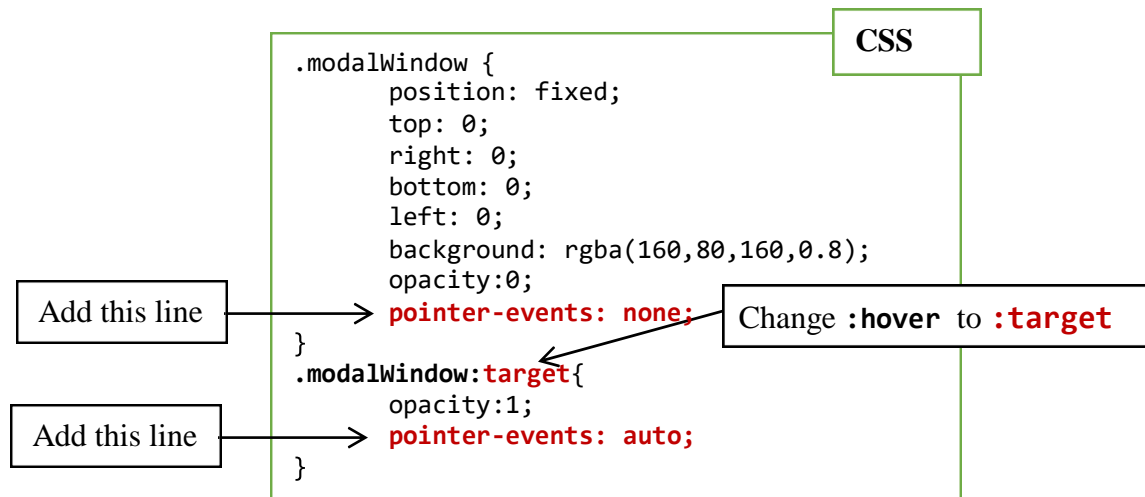 CSS
.modalWindow {
position: fixed;
top: 0;
right: 0;
bottom: 0;
left: 0;
background: rgba(160,80,160,0.8);
opacity:0;
Add this line
pointer-events: none;
Change :hover to :target
}
.modalWindow:target{
opacity:1;
Add this line
pointer-events: auto;
}